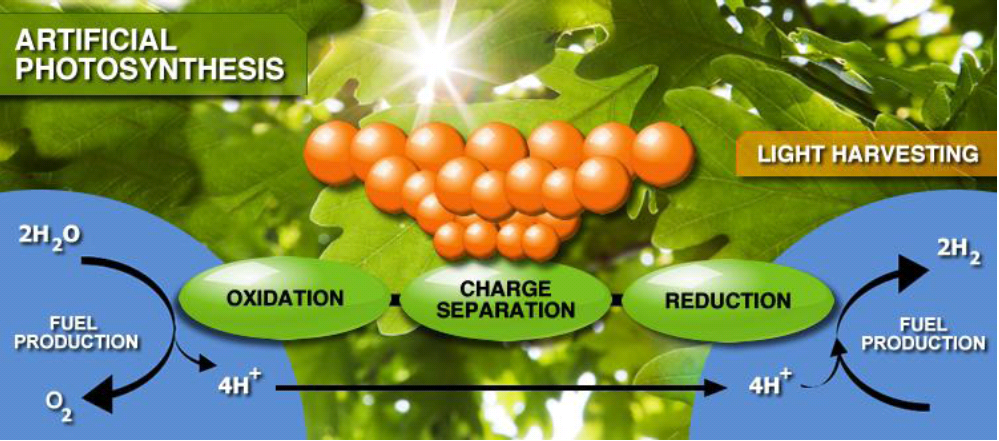 ARTIFICIAL
PHOTOSYNTHESIS
LIGHT HARVESTING
2H₂O
OXIDATION
CHARGE
SEPARATION
REDUCTION
2H₂
FUEL
PRODUCTION
FUEL
PRODUCTION
O₂
4H⁺
4H⁺